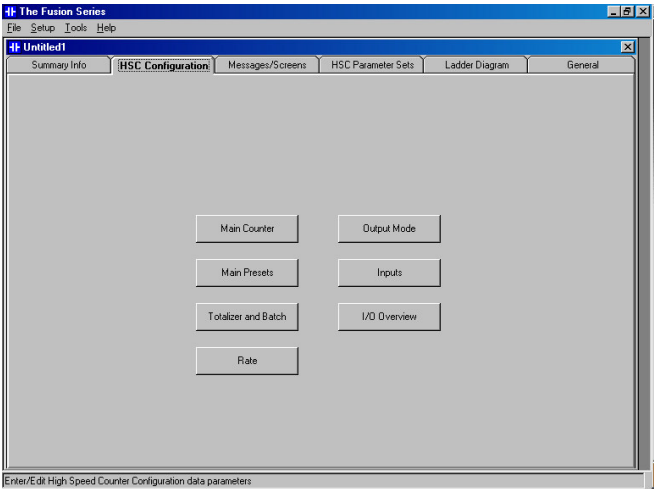 The Fusion Series
File Setup Tools Help
Untitled1
Summary Info HSC Configuration Messages/Screens HSC Parameter Sets Ladder Diagram General
Main Counter Output Mode
Main Presets Inputs
Totalizer and Batch I/O Overview
Rate
Enter/Edit High Speed Counter Configuration data parameters